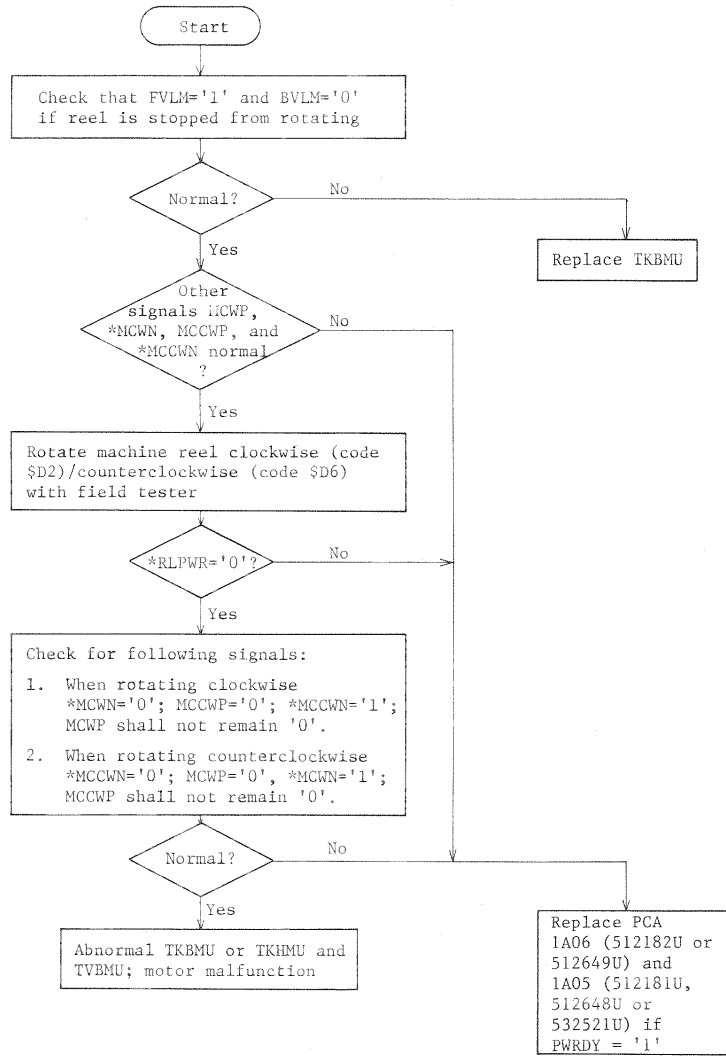 Start
Check that FVLM='1' and BVLM='0'
if reel is stopped from rotating
Normal?
No
Yes
Replace TKBMU
Other
signals MCWP,
*MCWN, MCCWP, and
*MCCWN normal
?
No
Yes
Rotate machine reel clockwise (code
$D2)/counterclockwise (code $D6)
with field tester
*RLPWR='0'?
No
Yes
Check for following signals:
1. When rotating clockwise
*MCWN='0'; MCCWP='0'; *MCCWN='1';
MCWP shall not remain '0'.
2. When rotating counterclockwise
*MCCWN='0'; MCWP='0', *MCWN='1';
MCCWP shall not remain '0'.
Normal?
No
Yes
Abnormal TKBMU or TKHMU and
TVBMU; motor malfunction
Replace PCA
1A06 (512182U or
512649U) and
1A05 (512181U,
512648U or
532521U) if
PWRDY = '1'